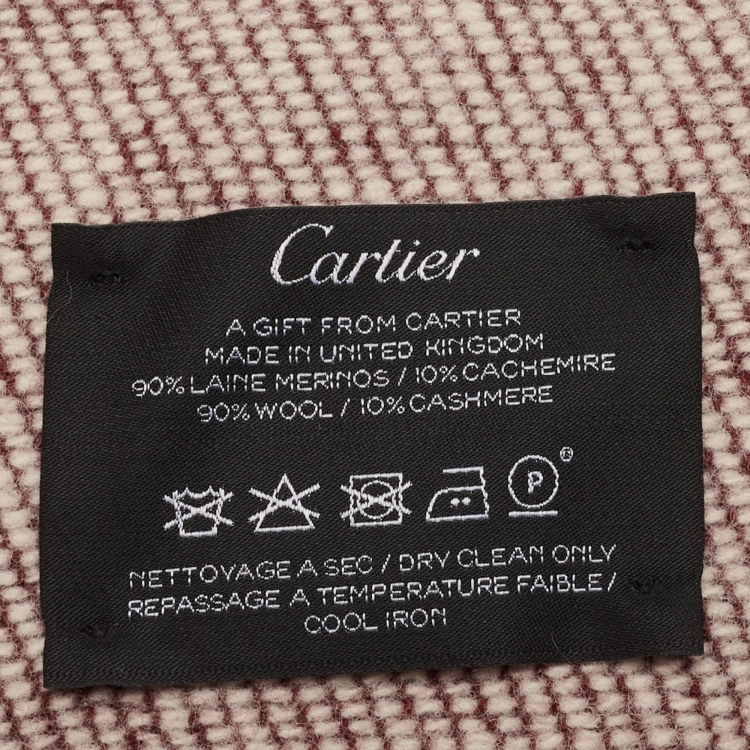 Cartier
A GIFT FROM CARTIER
MADE IN UNITED KINGDOM
90% LAINE MERINOS / 10% CACHEMIRE
90% WOOL / 10% CASHMERE
P ®
NETTOYAGE A SEC / DRY CLEAN ONLY
REPASSAGE A TEMPERATURE FAIBLE /
COOL IRON